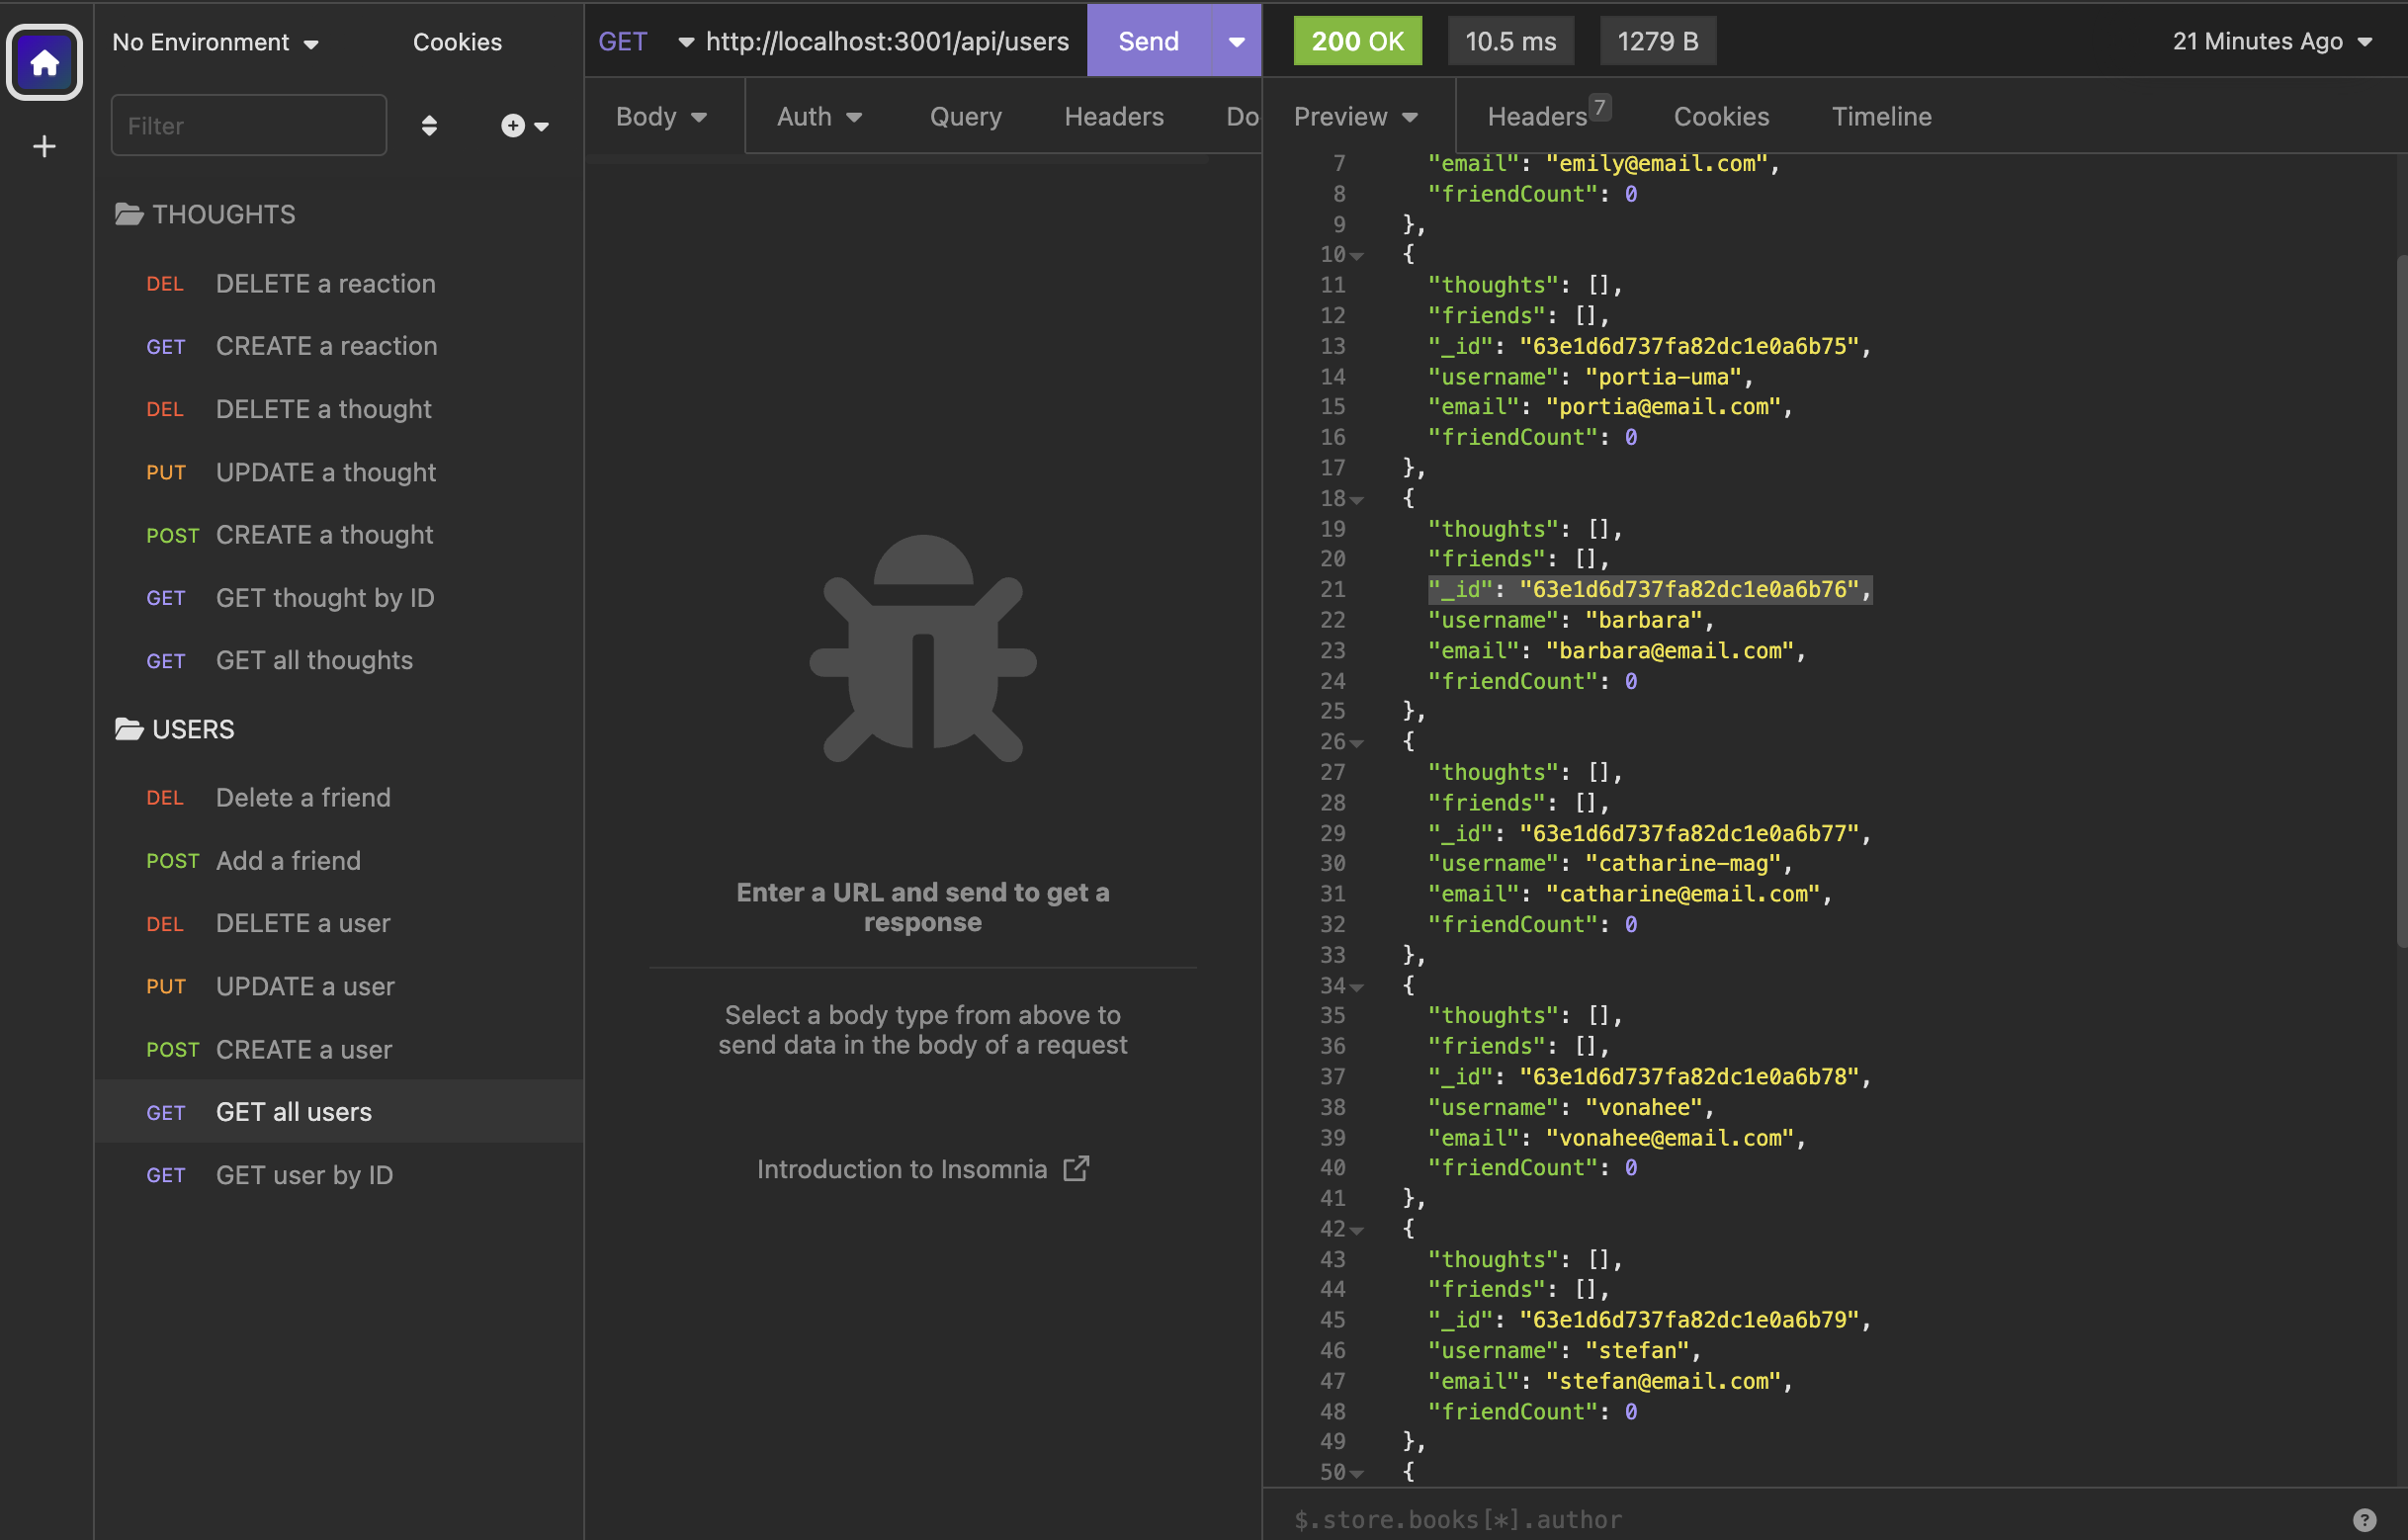 No Environment
Cookies
Filter
THOUGHTS
DEL DELETE a reaction
GET CREATE a reaction
DEL DELETE a thought
PUT UPDATE a thought
POST CREATE a thought
GET GET thought by ID
GET GET all thoughts
USERS
DEL Delete a friend
POST Add a friend
DEL DELETE a user
PUT UPDATE a user
POST CREATE a user
GET GET all users
GET GET user by ID
GET http://localhost:3001/api/users Send
Body Auth Query Headers Do
Enter a URL and send to get a
response
Select a body type from above to
send data in the body of a request
Introduction to Insomnia
200 OK 10.5 ms 1279 B 21 Minutes Ago
Preview Headers 7 Cookies Timeline
7 "email": "emily@email.com",
8 "friendCount": 0
9 },
10 {
11 "thoughts": [],
12 "friends": [],
13 "_id": "63e1d6d737fa82dc1e0a6b75",
14 "username": "portia-uma",
15 "email": "portia@email.com",
16 "friendCount": 0
17 },
18 {
19 "thoughts": [],
20 "friends": [],
21 "_id": "63e1d6d737fa82dc1e0a6b76",
22 "username": "barbara",
23 "email": "barbara@email.com",
24 "friendCount": 0
25 },
26 {
27 "thoughts": [],
28 "friends": [],
29 "_id": "63e1d6d737fa82dc1e0a6b77",
30 "username": "catharine-mag",
31 "email": "catharine@email.com",
32 "friendCount": 0
33 },
34 {
35 "thoughts": [],
36 "friends": [],
37 "_id": "63e1d6d737fa82dc1e0a6b78",
38 "username": "vonahee",
39 "email": "vonahee@email.com",
40 "friendCount": 0
41 },
42 {
43 "thoughts": [],
44 "friends": [],
45 "_id": "63e1d6d737fa82dc1e0a6b79",
46 "username": "stefan",
47 "email": "stefan@email.com",
48 "friendCount": 0
49 },
50 {
$.store.books[*].author